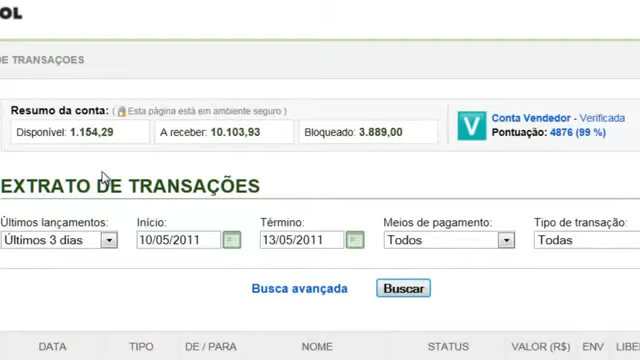 OL
DE TRANSAÇOES
Resumo da conta: ( Esta página está em ambiente seguro )
Disponível: 1.154,29 A receber: 10.103,93 Bloqueado: 3.889,00
V Conta Vendedor - Verificada
Pontuação: 4876 (99 %)
EXTRATO DE TRANSAÇÕES
Últimos lançamentos: Início: Término: Meios de pagamento: Tipo de transação:
Últimos 3 dias 10/05/2011 13/05/2011 Todos Todas
Busca avançada Buscar
DATA TIPO DE / PARA NOME STATUS VALOR (R$) ENV LIBE